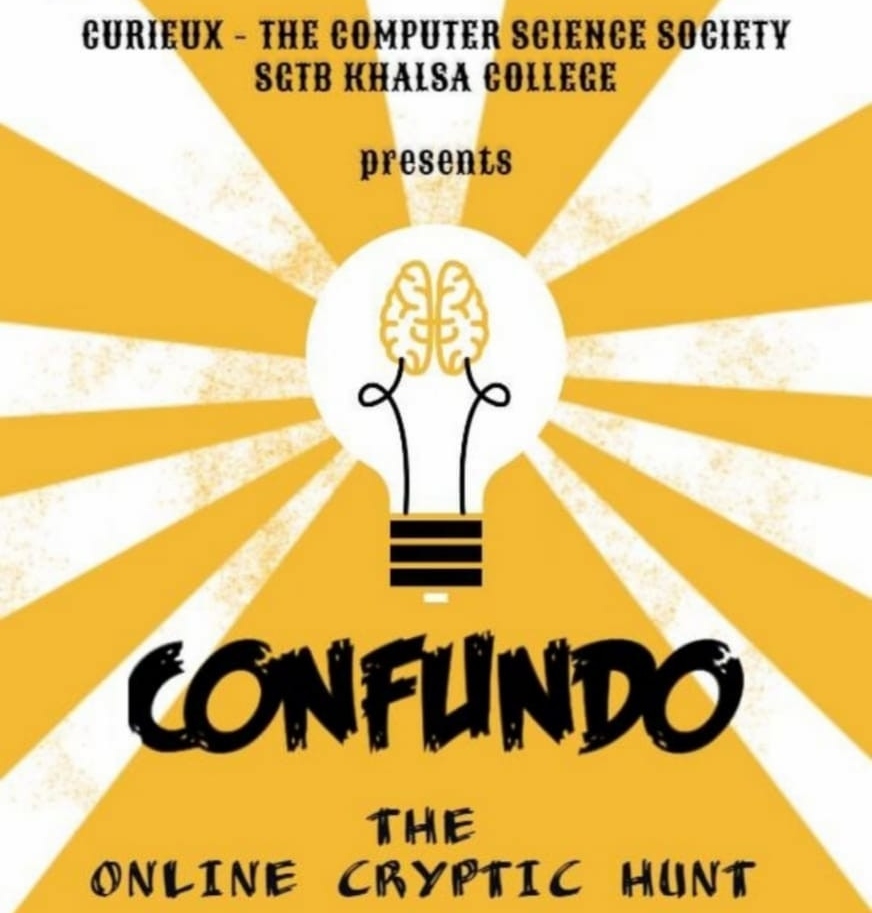 CURIEUX - THE COMPUTER SCIENCE SOCIETY
SGTB KHALSA COLLEGE
presents
CONFUNDO
THE
ONLINE CRYPTIC HUNT